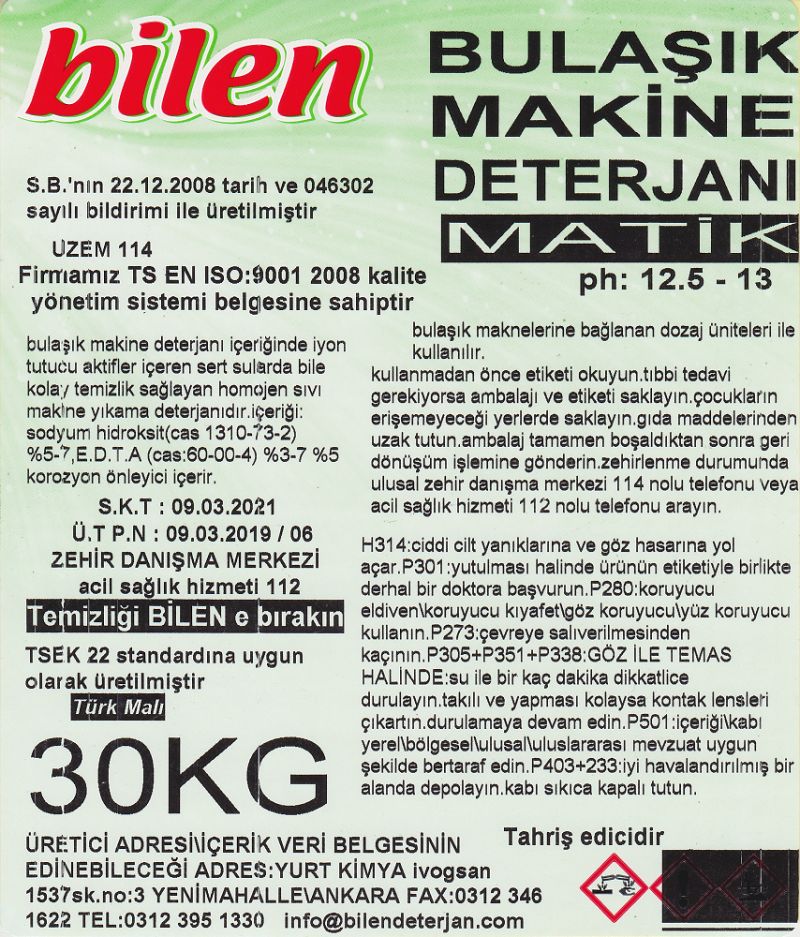 bilen
BULAŞIK
MAKİNE
DETERJANI
MATİK
ph: 12.5 - 13
S.B.'nın 22.12.2008 tarih ve 046302
sayılı bildirimi ile üretilmiştir
UZEM 114
Firmamız TS EN ISO:9001 2008 kalite
yönetim sistemi belgesine sahiptir
bulaşık makine deterjanı içeriğinde iyon
tutucu aktifler içeren sert sularda bile
kolay temizlik sağlayan homojen sıvı
makine yıkama deterjanıdır.içeriği:
sodyum hidroksit(cas 1310-73-2)
%5-7,E.D.T.A (cas:60-00-4) %3-7 %5
korozyon önleyici içerir.
S.K.T : 09.03.2021
Ü.T P.N : 09.03.2019 / 06
ZEHİR DANIŞMA MERKEZİ
acil sağlık hizmeti 112
Temizliği BİLEN e bırakın
TSEK 22 standardına uygun
olarak üretilmiştir
Türk Malı
30KG
bulaşık maknelerine bağlanan dozaj üniteleri ile
kullanılır.
kullanmadan önce etiketi okuyun.tıbbi tedavi
gerekiyorsa ambalajı ve etiketi saklayın.çocukların
erişemeyeceği yerlerde saklayın.gıda maddelerinden
uzak tutun.ambalaj tamamen boşaldıktan sonra geri
dönüşüm işlemine gönderin.zehirlenme durumunda
ulusal zehir danışma merkezi 114 nolu telefonu veya
acil sağlık hizmeti 112 nolu telefonu arayın.
H314:ciddi cilt yanıklarına ve göz hasarına yol
açar.P301:yutulması halinde ürünün etiketiyle birlikte
derhal bir doktora başvurun.P280:koruyucu
eldiven\koruyucu kıyafet\göz koruyucu\yüz koruyucu
kullanın.P273:çevreye salıverilmesinden
kaçının.P305+P351+P338:GÖZ İLE TEMAS
HALİNDE:su ile bir kaç dakika dikkatlice
durulayın.takılı ve yapması kolaysa kontak lensleri
çıkartın.durulamaya devam edin.P501:içeriği\kabı
yerel\bölgesel\ulusal\uluslararası mevzuat uygun
şekilde bertaraf edin.P403+233:iyi havalandırılmış bir
alanda depolayın.kabı sıkıca kapalı tutun.
ÜRETİCİ ADRESİ\İÇERİK VERİ BELGESİNİN
EDİNEBİLECEĞİ ADRES:YURT KİMYA ivogsan
1537sk.no:3 YENİMAHALLE\ANKARA FAX:0312 346
1622 TEL:0312 395 1330 info@bilendeterjan.com
Tahriş edicidir